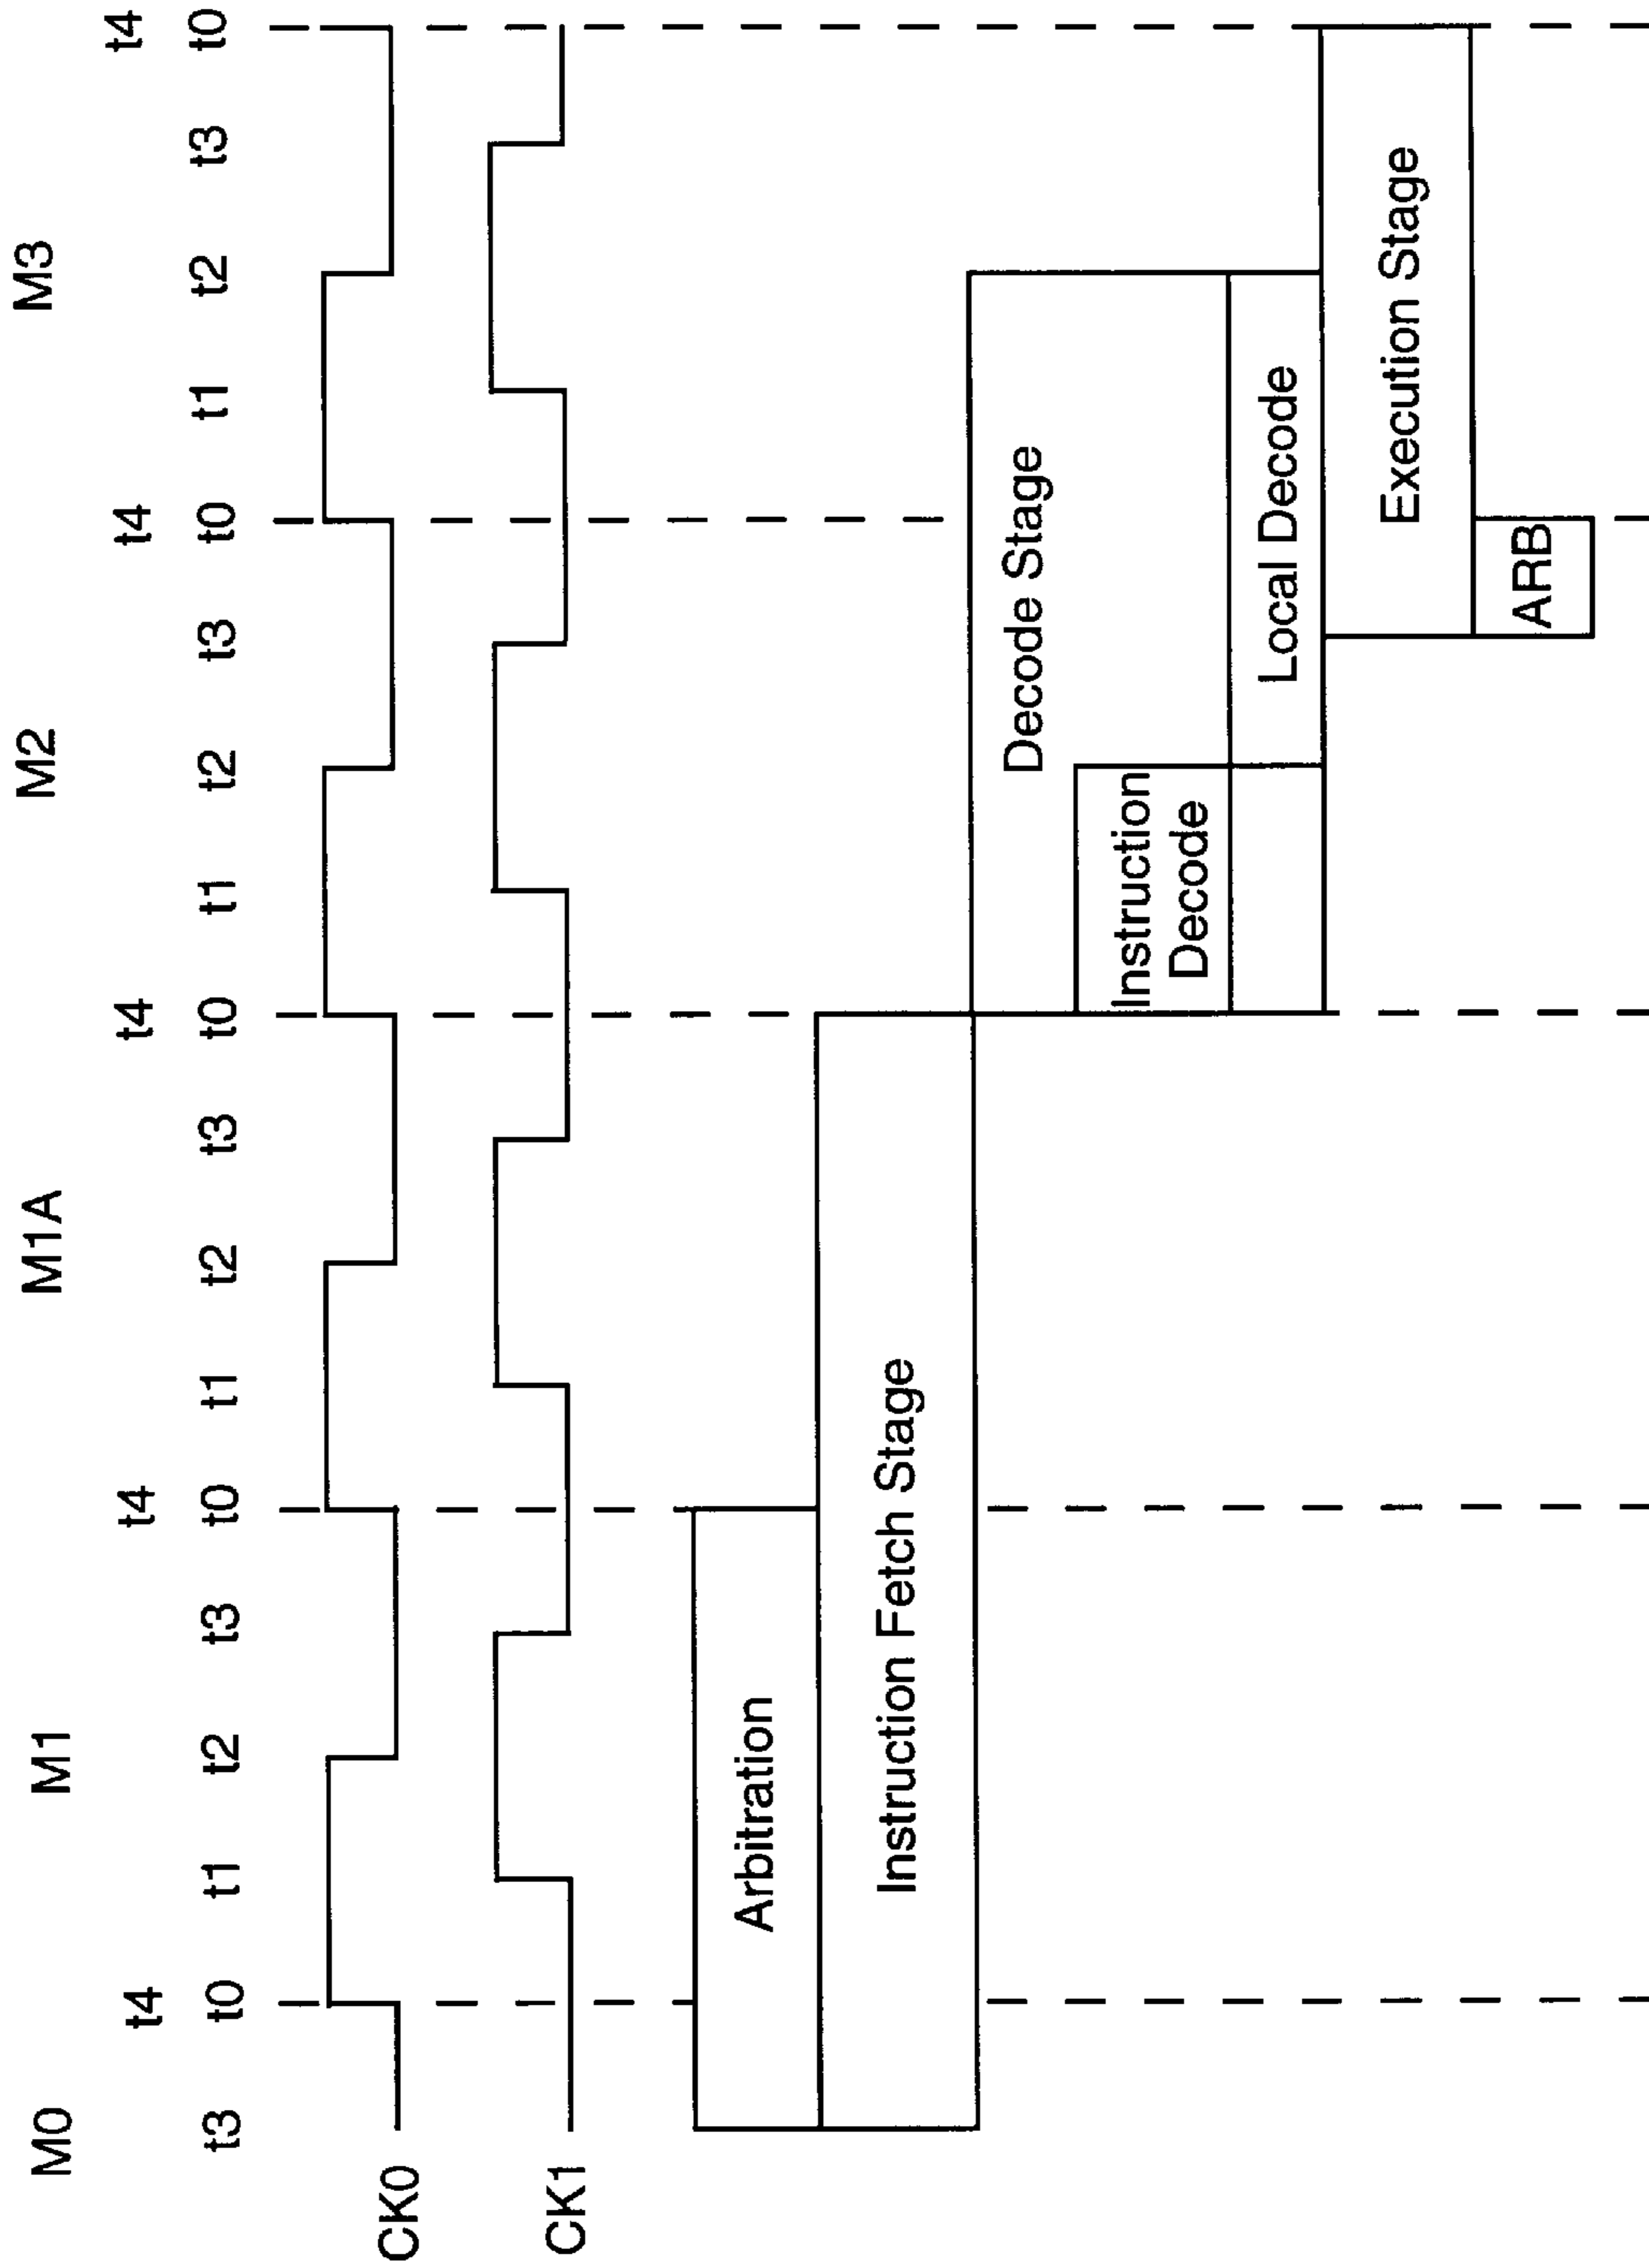 M0 M1 M1A M2 M3
t4 t4 t4 t4 t4
t3 t0 t1 t2 t3 t0 t1 t2 t3 t0 t1 t2 t3 t0 t1 t2 t3 t0
CK0
CK1
Arbitration
Instruction Fetch Stage
Decode Stage
Instruction
Decode
Local Decode
Execution Stage
ARB